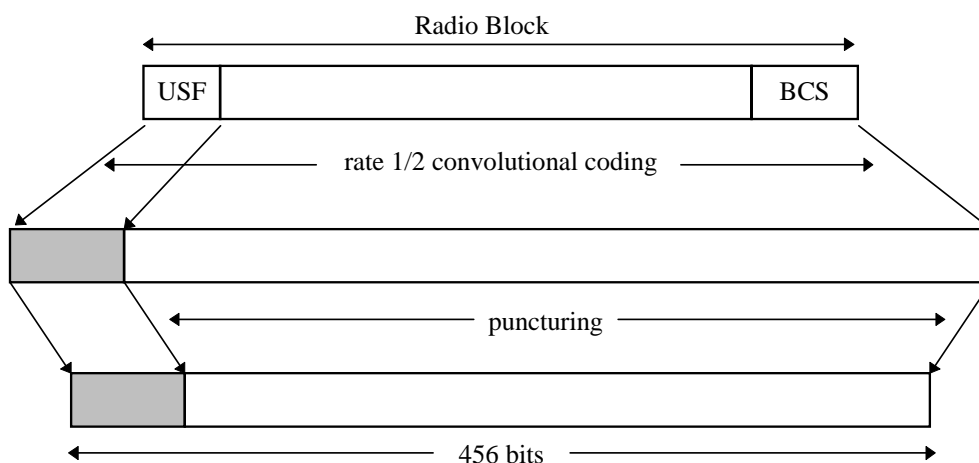 Radio Block
USF
BCS
rate 1/2 convolutional coding
puncturing
456 bits